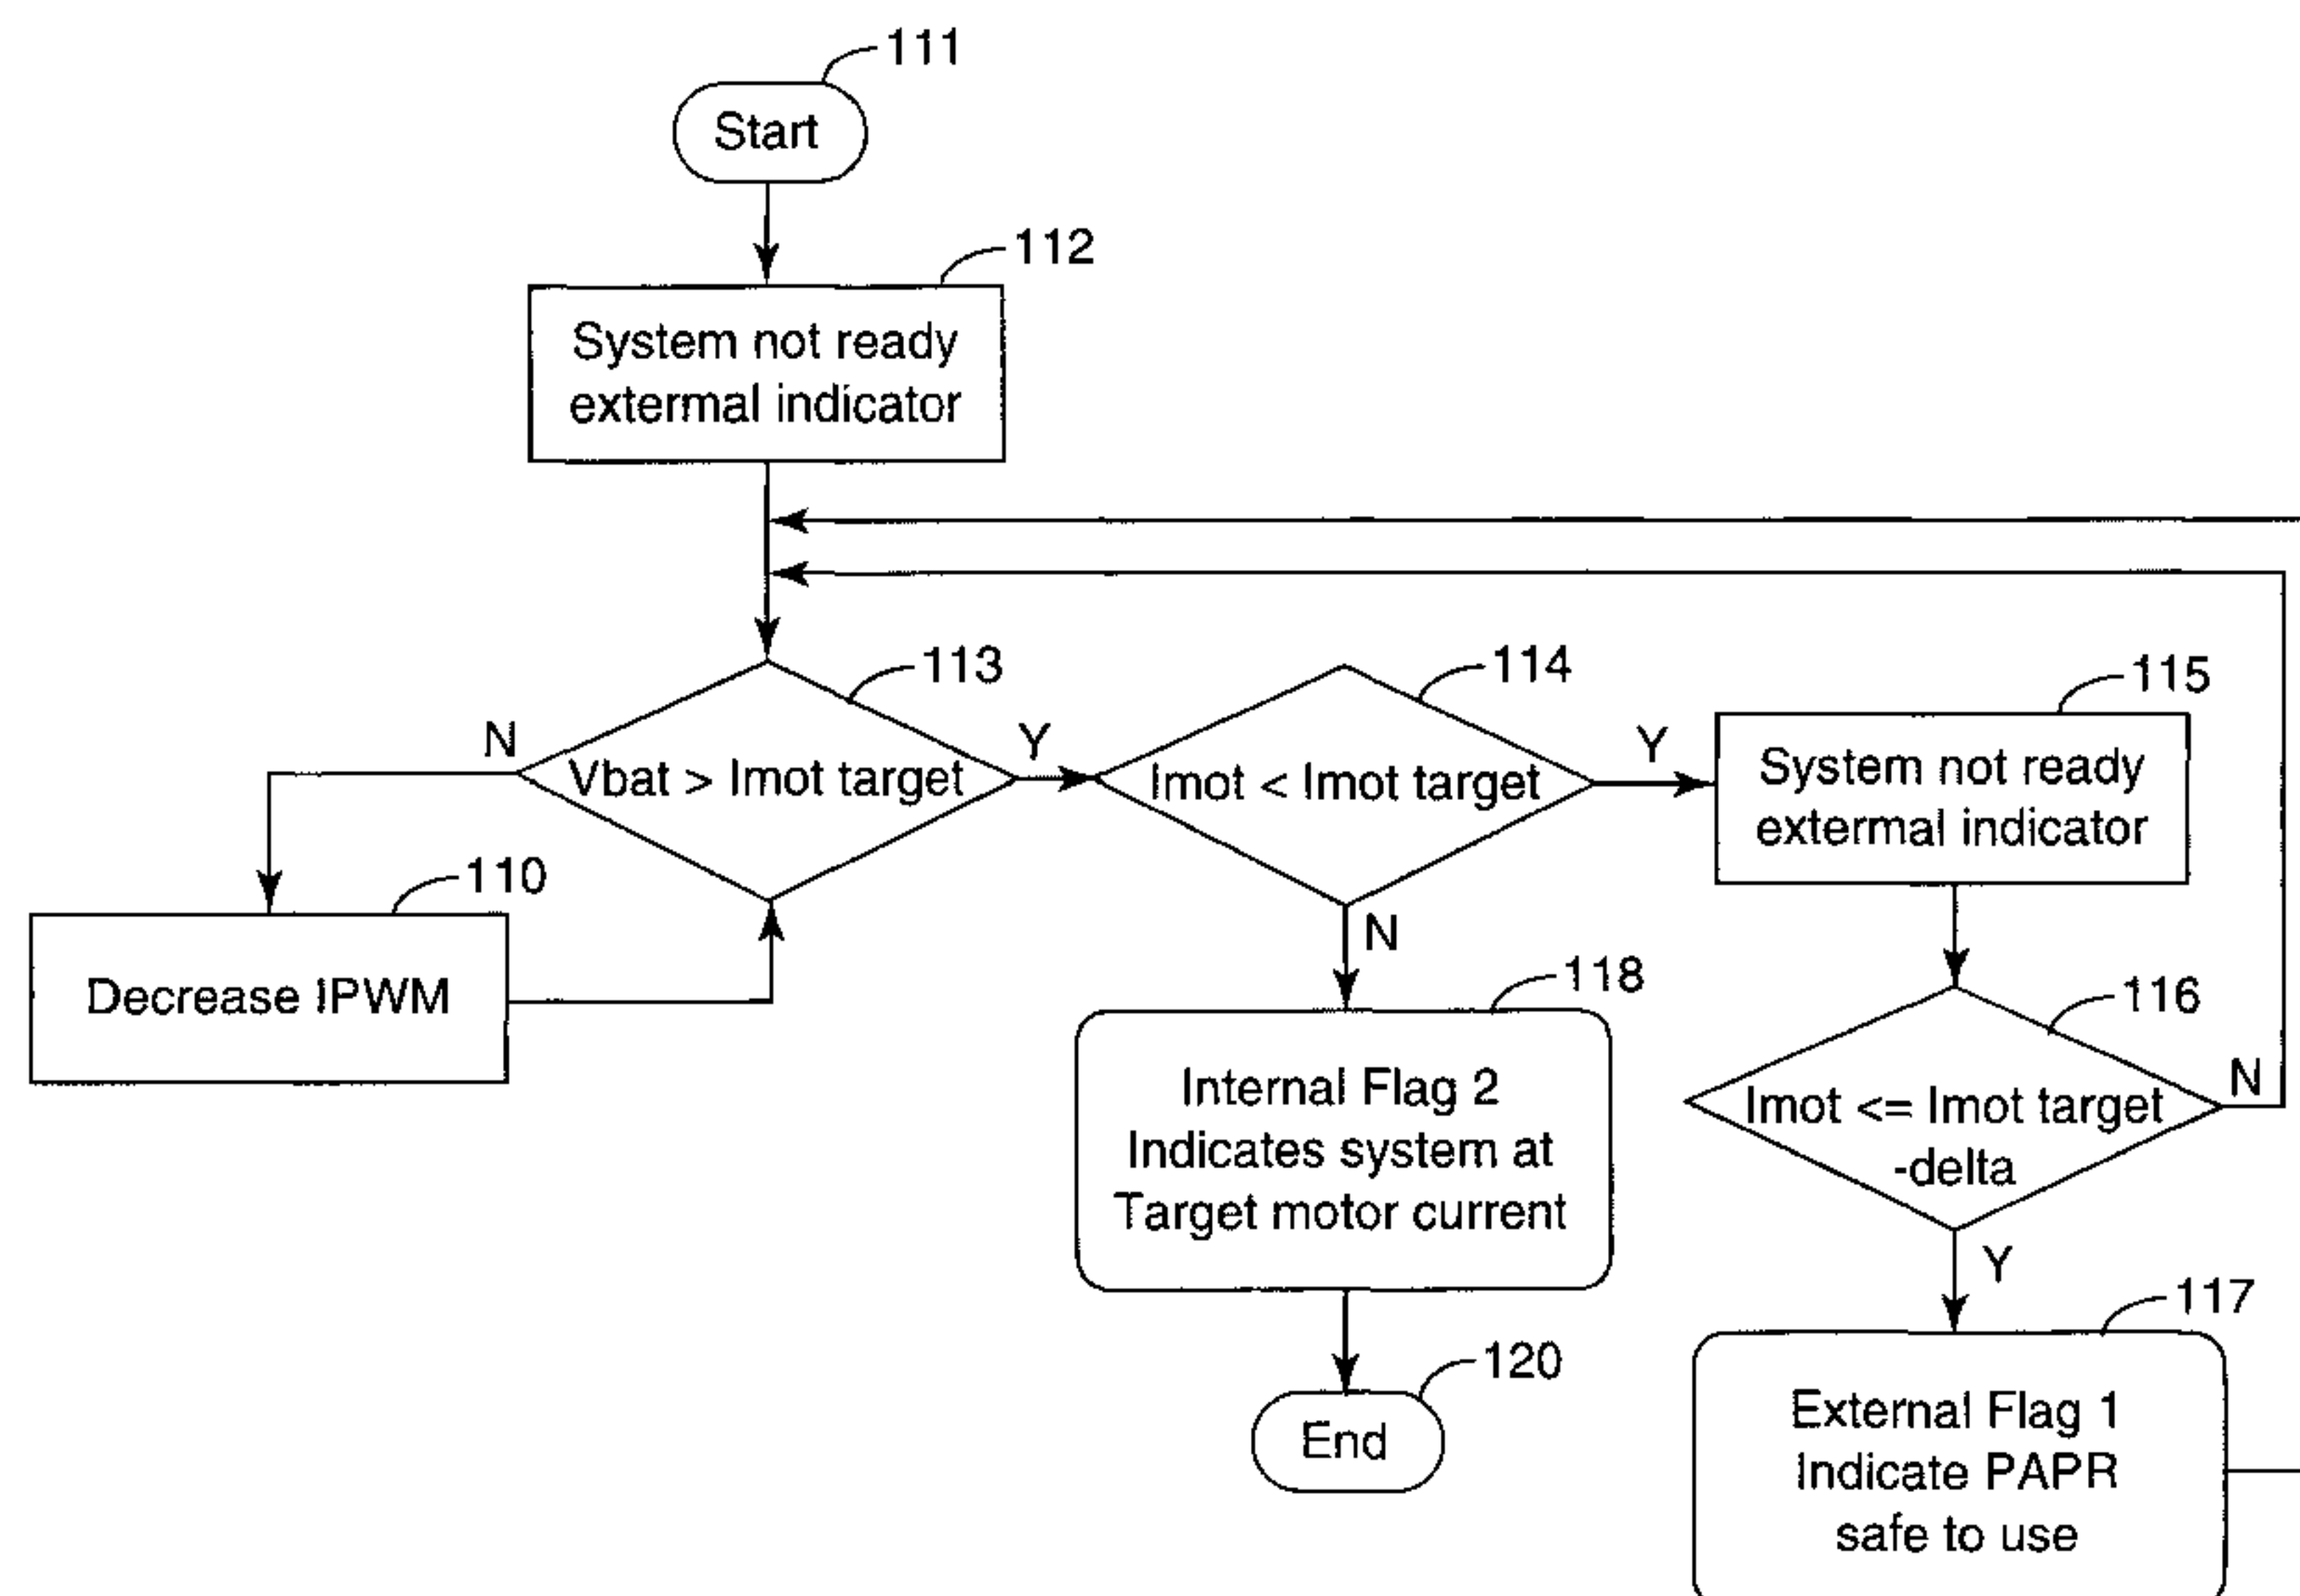 111
Start
112
System not ready
extermal indicator
113
114
115
N
Vbat > Imot target
Y
Imot < Imot target
Y
System not ready
extermal indicator
110
Decrease IPWM
N
118
Internal Flag 2
Indicates system at
Target motor current
116
Imot <= Imot target
-delta
N
Y
117
External Flag 1
Indicate PAPR
safe to use
120
End